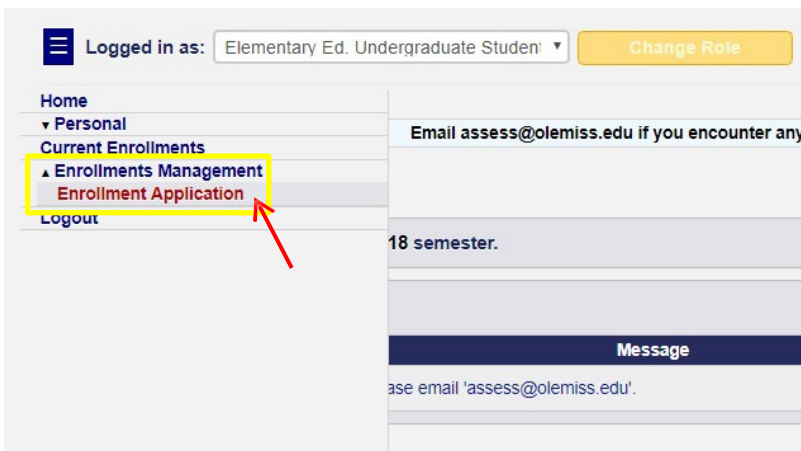 Logged in as: Elementary Ed. Undergraduate Student Change Role
Home
Personal
Email assess@olemiss.edu if you encounter any
Current Enrollments
Enrollments Management
Enrollment Application
Logout
18 semester.
Message
ase email 'assess@olemiss.edu'.